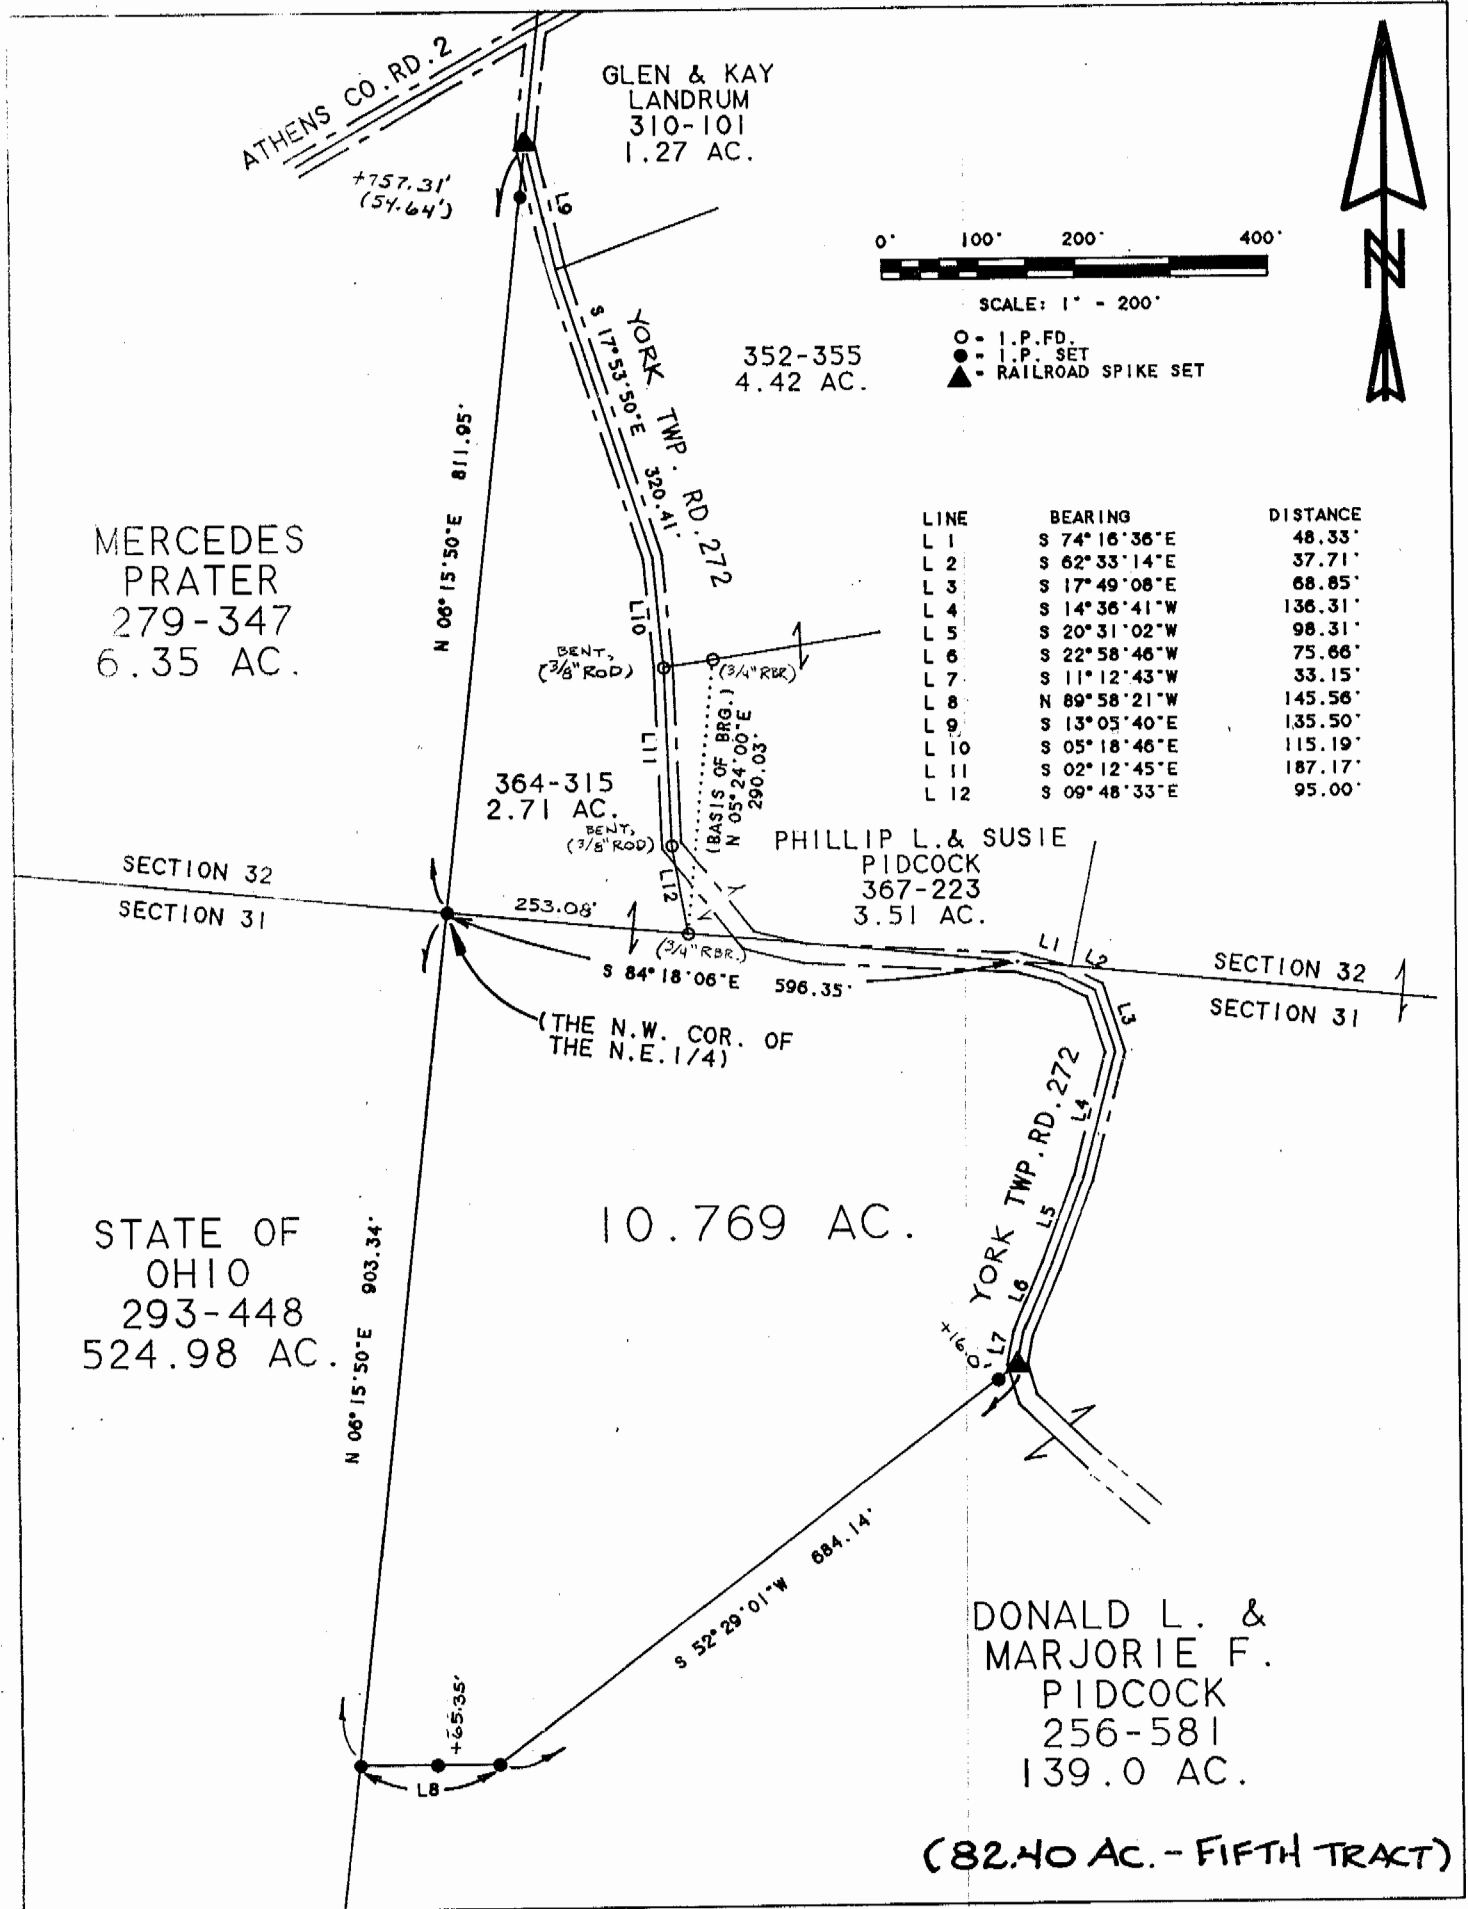 ATHENS CO.RD.2
GLEN & KAY
LANDRUM
310-101
1.27 AC.
+757.31'
(54.64')
L9
0' 100' 200' 400'
SCALE: 1" - 200'
O - I.P.FD.
● - I.P. SET
▲ - RAILROAD SPIKE SET
N
352-355
4.42 AC.
S 17°53'50"E 320.41'
YORK TWP. RD. 272
N 06°15'50"E 811.95'
MERCEDES
PRATER
279-347
6.35 AC.
LINE BEARING DISTANCE
L 1 S 74°16'36"E 48.33'
L 2 S 62°33'14"E 37.71'
L 3 S 17°49'08"E 68.85'
L 4 S 14°36'41"W 136.31'
L 5 S 20°31'02"W 98.31'
L 6 S 22°58'46"W 75.66'
L 7 S 11°12'43"W 33.15'
L 8 N 89°58'21"W 145.56'
L 9 S 13°05'40"E 135.50'
L 10 S 05°18'46"E 115.19'
L 11 S 02°12'45"E 187.17'
L 12 S 09°48'33"E 95.00'
L10
BENT,
(3/8" ROD)
(3/4" RBR)
L11
(BASIS OF BRG.)
N 05°24'00"E
290.03'
364-315
2.71 AC.
BENT,
(3/8" ROD)
L12
PHILLIP L.& SUSIE
PIDCOCK
367-223
3.51 AC.
SECTION 32
SECTION 31
253.08'
(3/4" RBR.)
S 84°18'06"E 596.35'
L1
L2
SECTION 32
SECTION 31
L3
(THE N.W. COR. OF
THE N.E.1/4)
YORK TWP.RD.272
L4
L5
L6
L7
+16.0'
10.769 AC.
STATE OF
OHIO
293-448
524.98 AC.
N 06°15'50"E 903.34'
S 52°29'01"W 684.14'
+65.35'
L8
DONALD L. &
MARJORIE F.
PIDCOCK
256-581
139.0 AC.
(82.40 AC.- FIFTH TRACT)